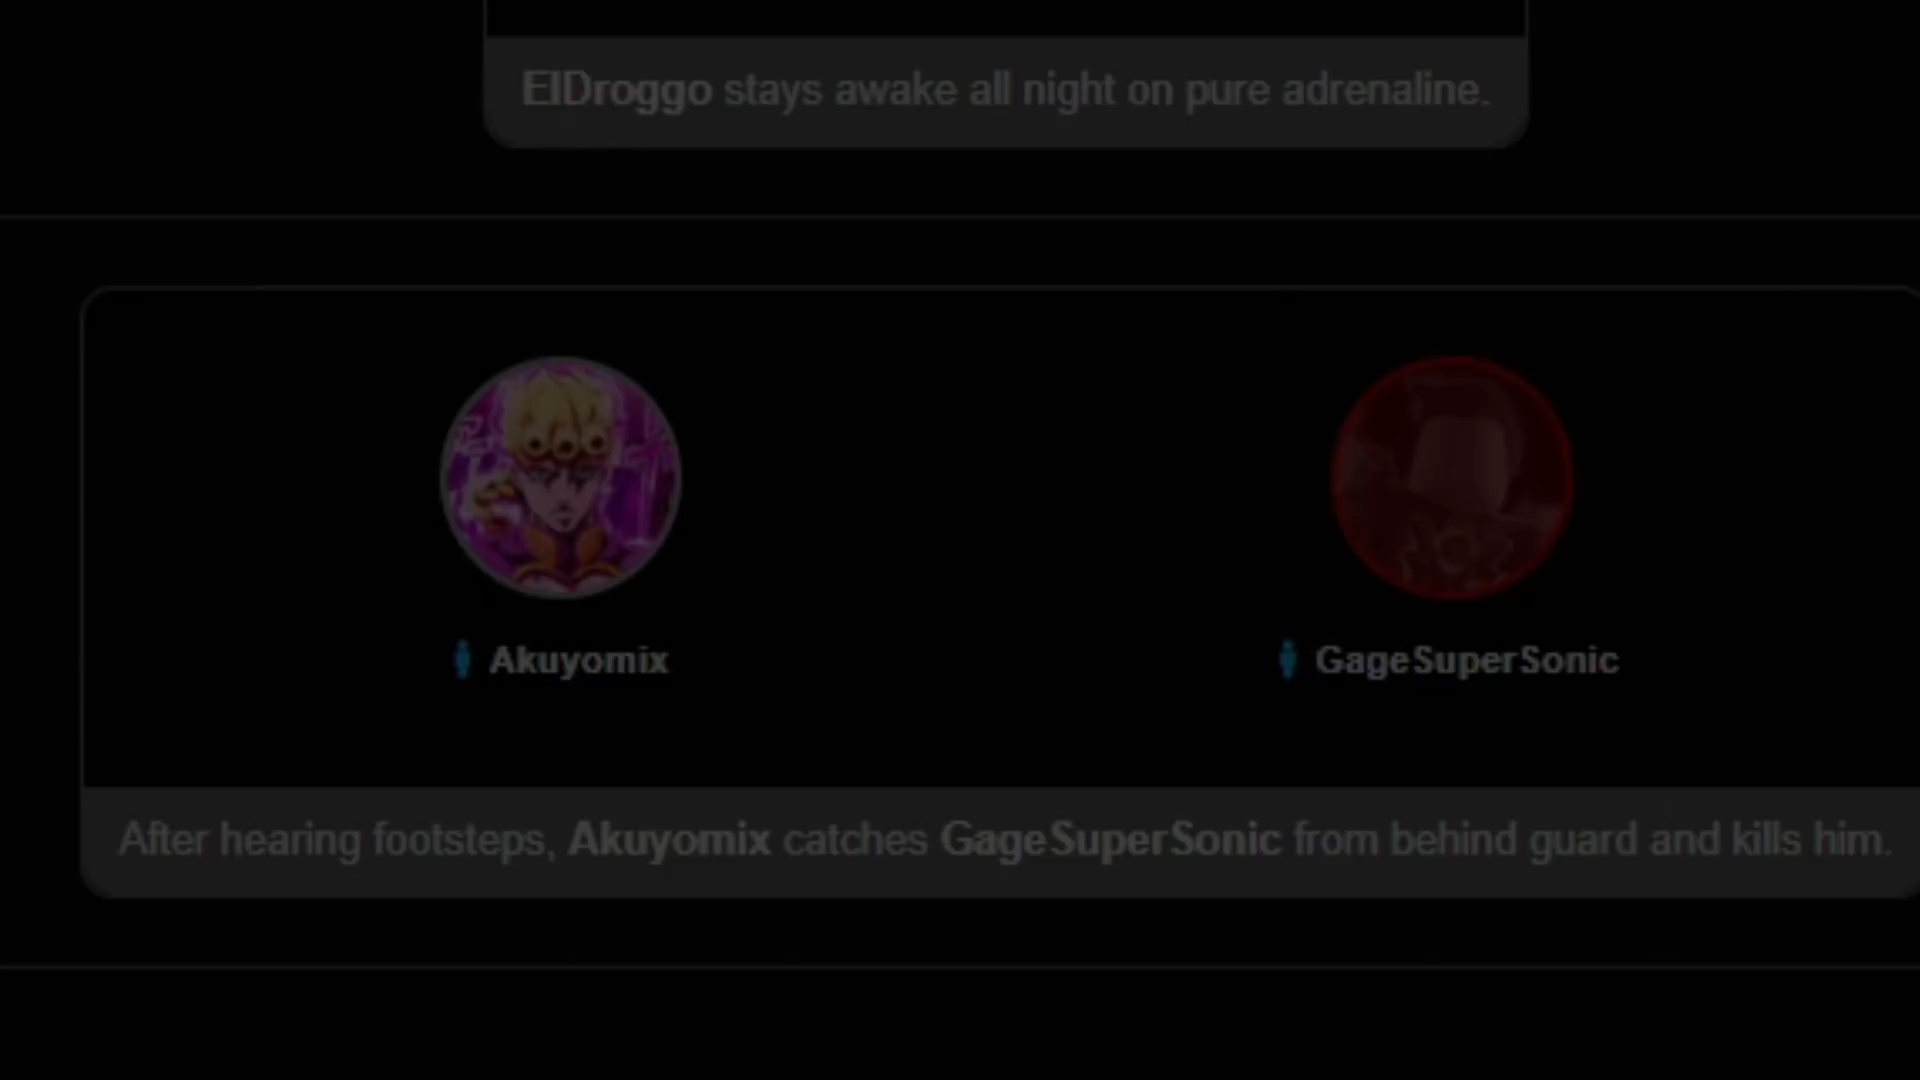 ElDroggo stays awake all night on pure adrenaline.
Akuyomix
GageSuperSonic
After hearing footsteps, Akuyomix catches GageSuperSonic from behind guard and kills him.